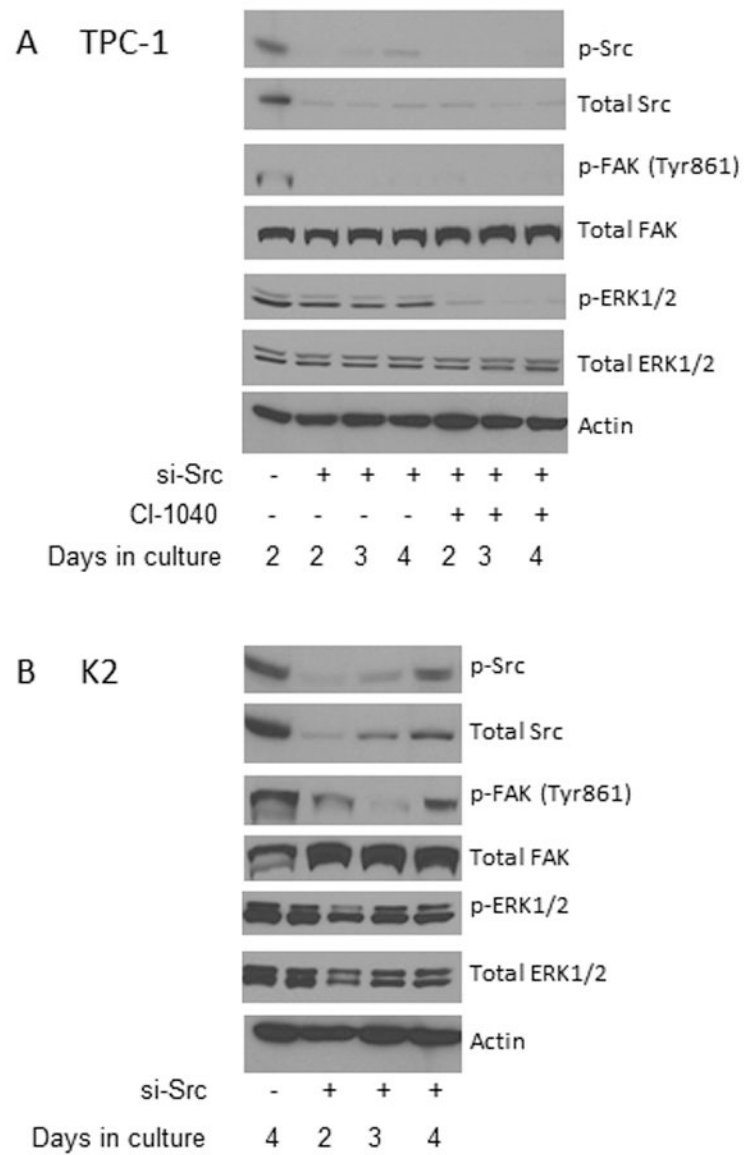 A TPC-1
p-Src
Total Src
p-FAK (Tyr861)
Total FAK
p-ERK1/2
Total ERK1/2
Actin
si-Src - + + + + + +
CI-1040 - - - - + + +
Days in culture 2 2 3 4 2 3 4
B K2
p-Src
Total Src
p-FAK (Tyr861)
Total FAK
p-ERK1/2
Total ERK1/2
Actin
si-Src - + + +
Days in culture 4 2 3 4